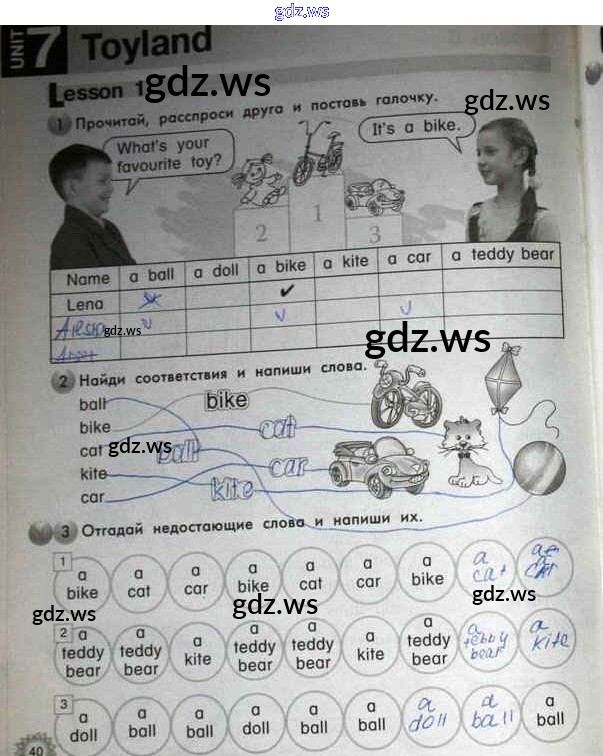 gdz.ws
UNIT 7 Toyland
Lesson 1
gdz.ws
gdz.ws
1 Прочитай, расспроси друга и поставь галочку.
What's your
favourite toy?
It's a bike.
2 1 3
Name a ball a doll a bike a kite a car a teddy bear
Lena ✓
gdz.ws
v v v
gdz.ws
2 Найди соответствия и напиши слова.
ball bike
bike cat
cat ball
gdz.ws
kite car
car kite
3 Отгадай недостающие слова и напиши их.
1 a bike a cat a car a bike a cat a car a bike a cat a car
gdz.ws
gdz.ws
gdz.ws
2 a teddy bear a teddy bear a kite a teddy bear a teddy bear a kite a teddy bear a teddy bear a kite
3 a doll a ball a ball a doll a ball a ball a doll a ball a ball
40
gdz.ws